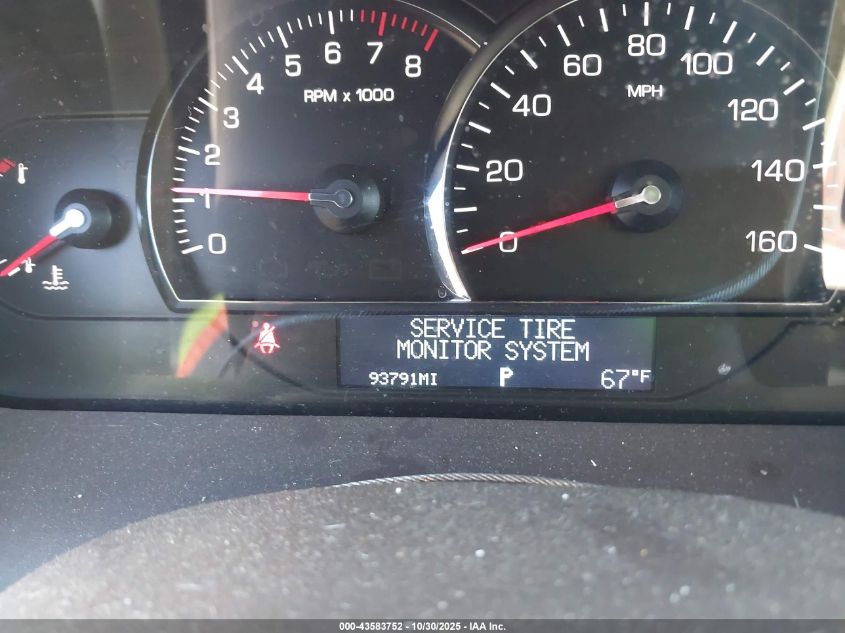 0 1 2 3 4 5 6 7 8
RPM x 1000
0 20 40 60 80 100 120 140 160
MPH
SERVICE TIRE
MONITOR SYSTEM
93791MI P 67°F
000-43583752 - 10/30/2025 - IAA Inc.